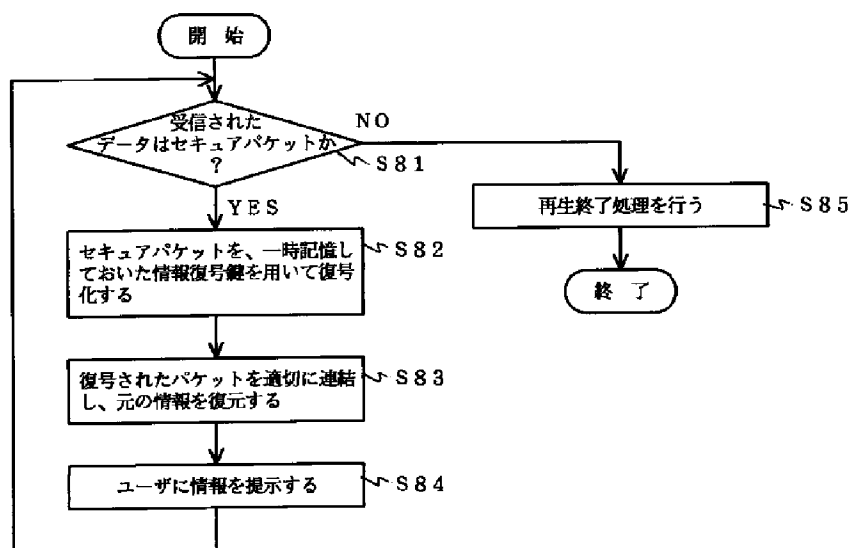 開 始
受信された
データはセキュアパケットか
?
NO
S81
YES
再生終了処理を行う
S85
セキュアパケットを、一時記憶し
ておいた情報復号鍵を用いて復号
化する
S82
終 了
復号されたパケットを適切に連結
し、元の情報を復元する
S83
ユーザに情報を提示する
S84